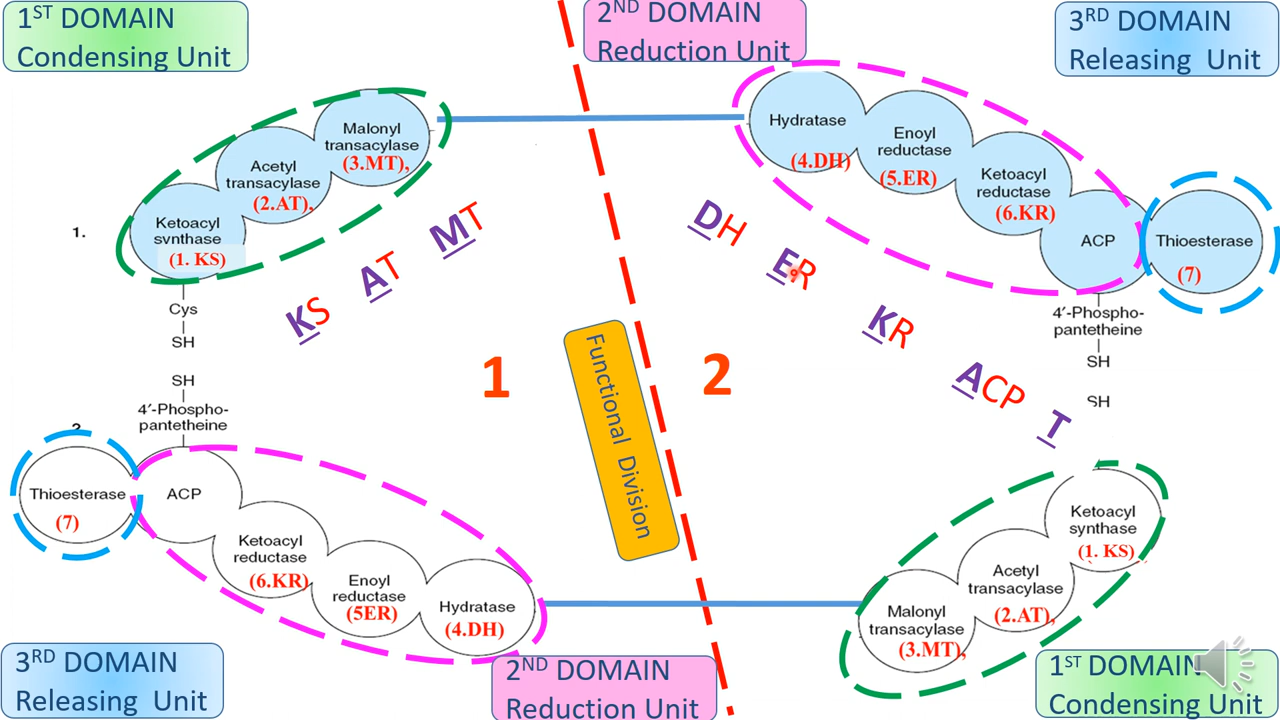 1ST DOMAIN
Condensing Unit
2ND DOMAIN
Reduction Unit
3RD DOMAIN
Releasing Unit
Malonyl
transacylase
(3.MT),
Acetyl
transacylase
(2.AT),
Ketoacyl
synthase
(1. KS)
1.
Cys
SH
KS
AT
MT
Hydratase
(4.DH)
Enoyl
reductase
(5.ER)
Ketoacyl
reductase
(6.KR)
ACP
Thioesterase
(7)
4′-Phospho-
pantetheine
SH
DH
ER
KR
ACP
T
1
2
Functional Division
SH
4′-Phospho-
pantetheine
2
Thioesterase
(7)
ACP
Ketoacyl
reductase
(6.KR)
Enoyl
reductase
(5ER)
Hydratase
(4.DH)
SH
Ketoacyl
synthase
(1. KS)
Acetyl
transacylase
(2.AT),
Malonyl
transacylase
(3.MT),
3RD DOMAIN
Releasing Unit
2ND DOMAIN
Reduction Unit
1ST DOMAIN
Condensing Unit